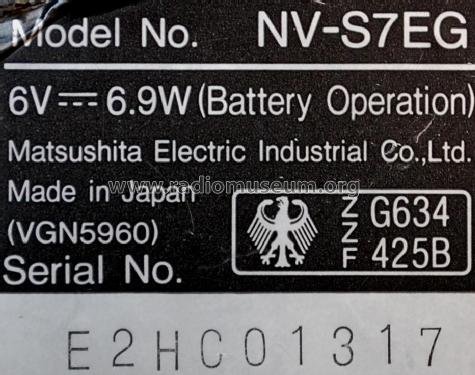 Model No. NV-S7EG
6V⎓6.9W (Battery Operation)
Matsushita Electric Industrial Co.,Ltd.
www.radiomuseum.org
Made in Japan
(VGN5960)
ZZF G634 425B
Serial No.
E2HC01317